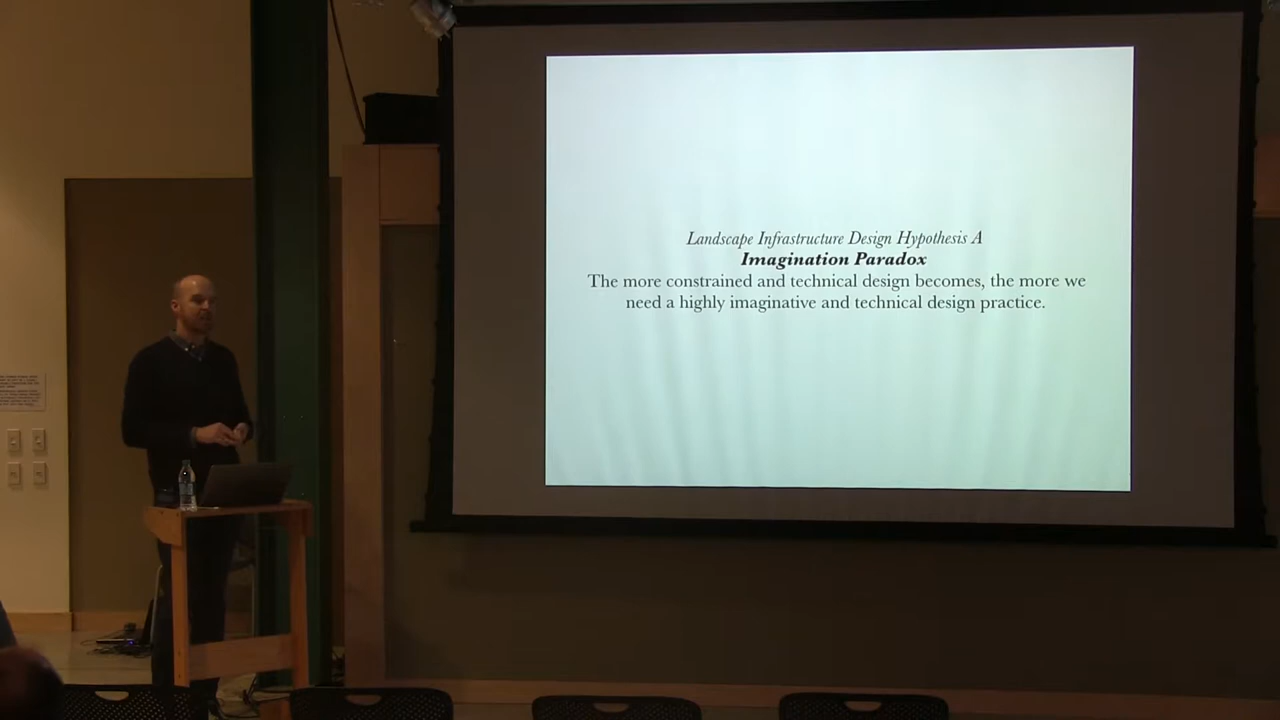 Landscape Infrastructure Design Hypothesis A
Imagination Paradox
The more constrained and technical design becomes, the more we
need a highly imaginative and technical design practice.